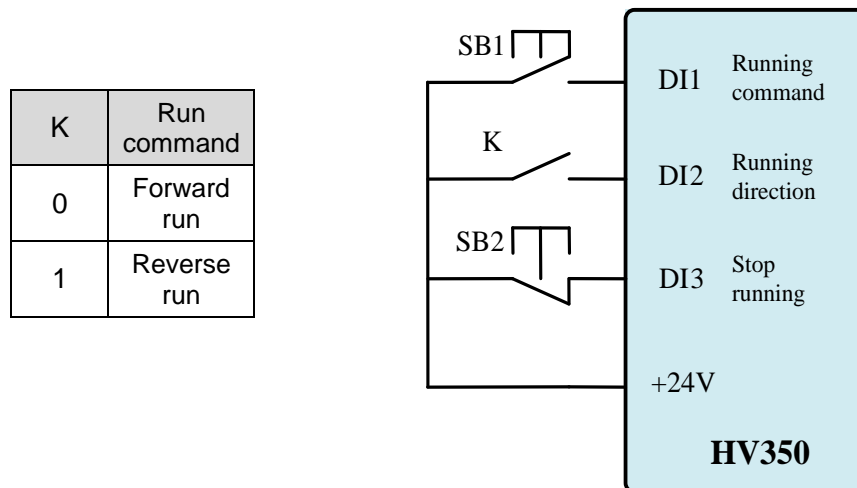 K
Run
command
0
Forward
run
1
Reverse
run
SB1
DI1
Running
command
K
DI2
Running
direction
SB2
DI3
Stop
running
+24V
HV350